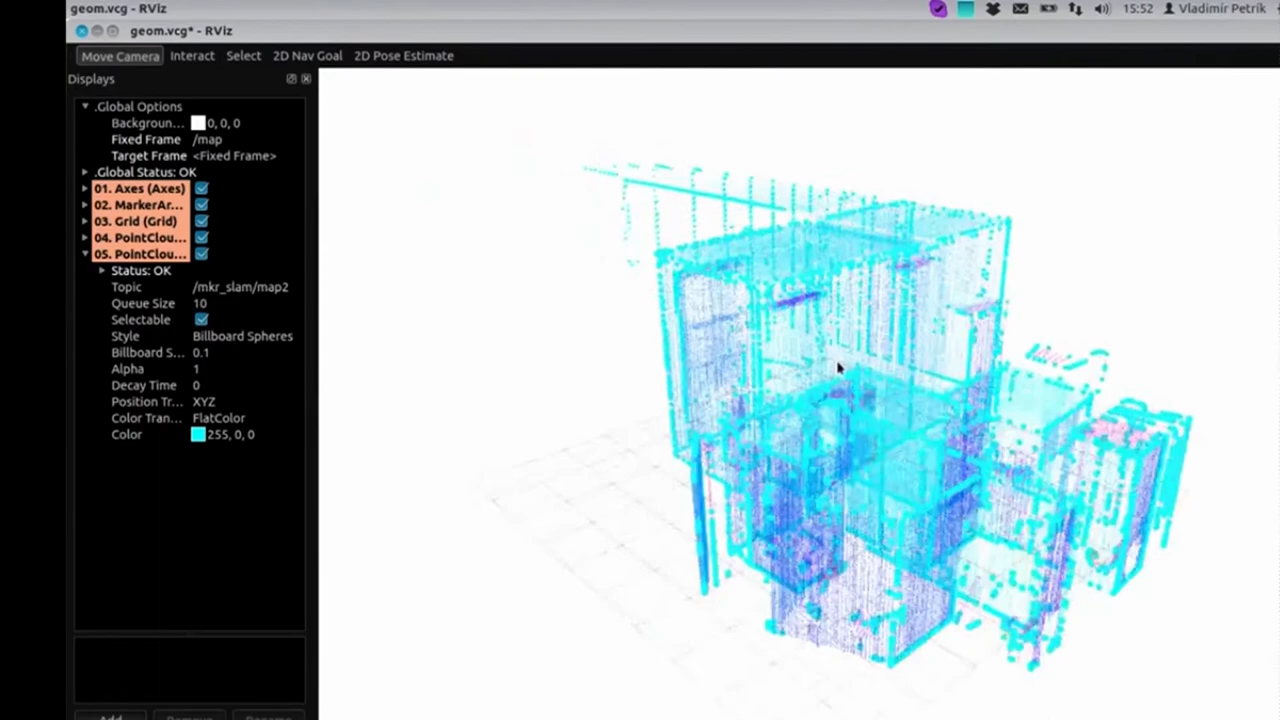 geom.vcg - RViz
15:52 Vladimír Petrík
geom.vcg* - RViz
Move Camera Interact Select 2D Nav Goal 2D Pose Estimate
Displays
.Global Options
Backgroun... 0, 0, 0
Fixed Frame /map
Target Frame <Fixed Frame>
.Global Status: OK
01. Axes (Axes)
02. MarkerAr...
03. Grid (Grid)
04. PointClou...
05. PointClou...
Status: OK
Topic /mkr_slam/map2
Queue Size 10
Selectable
Style Billboard Spheres
Billboard S... 0.1
Alpha 1
Decay Time 0
Position Tr... XYZ
Color Tran... FlatColor
Color 255, 0, 0
Add Remove Rename